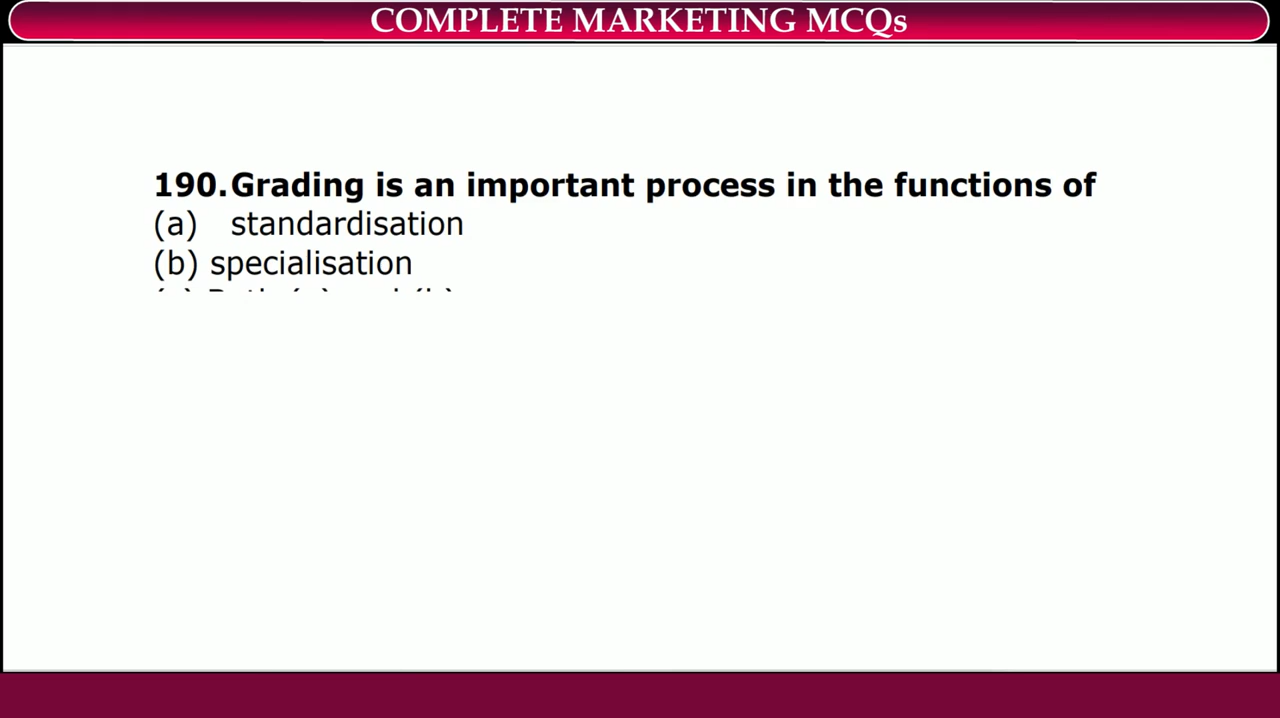 COMPLETE MARKETING MCQs
190.Grading is an important process in the functions of
(a) standardisation
(b) specialisation